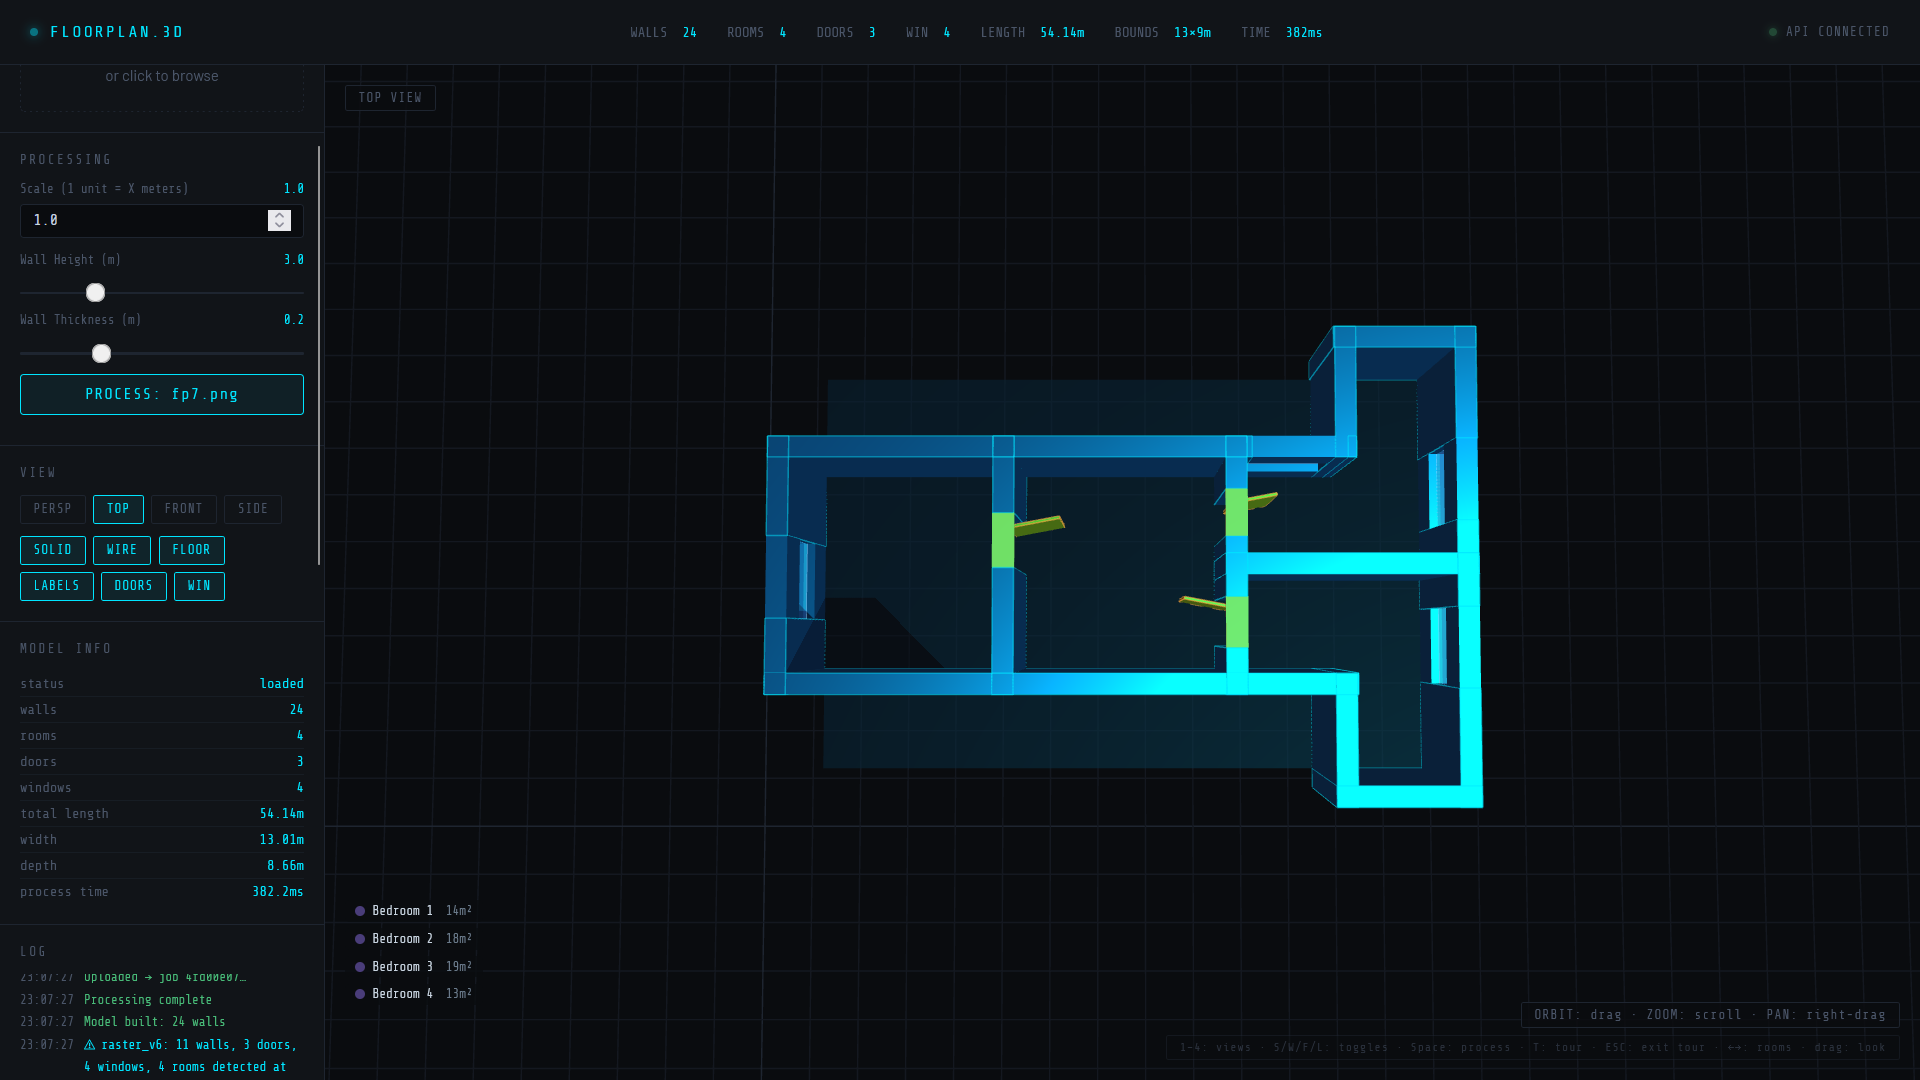 FLOORPLAN.3D
WALLS 24 ROOMS 4 DOORS 3 WIN 4 LENGTH 54.14m BOUNDS 13×9m TIME 382ms
API CONNECTED
or click to browse
PROCESSING
Scale (1 unit = X meters) 1.0
1.0
Wall Height (m) 3.0
Wall Thickness (m) 0.2
PROCESS: fp7.png
VIEW
PERSP TOP FRONT SIDE
SOLID WIRE FLOOR
LABELS DOORS WIN
MODEL INFO
status loaded
walls 24
rooms 4
doors 3
windows 4
total length 54.14m
width 13.01m
depth 8.66m
process time 382.2ms
LOG
23:07:27 Uploaded → job 4fd00e07…
23:07:27 Processing complete
23:07:27 Model built: 24 walls
23:07:27 ⚠ raster_v6: 11 walls, 3 doors,
4 windows, 4 rooms detected at
TOP VIEW
Bedroom 1 14m²
Bedroom 2 18m²
Bedroom 3 19m²
Bedroom 4 13m²
ORBIT: drag · ZOOM: scroll · PAN: right-drag
1-4: views · S/W/F/L: toggles · Space: process · T: tour · ESC: exit tour · ←→: rooms · drag: look